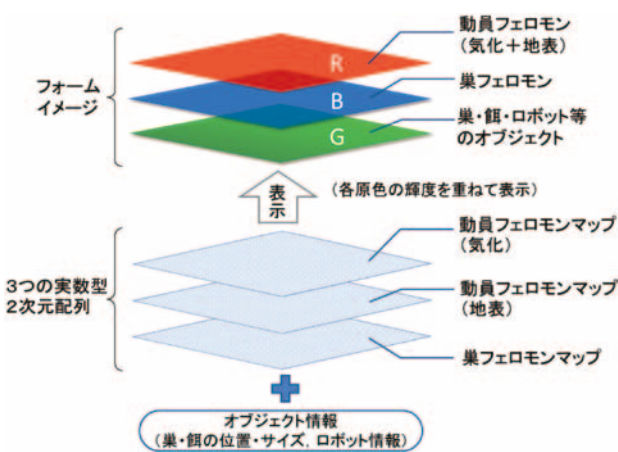 動員フェロモン
(気化＋地表)
R
フォーム
イメージ
B
巣フェロモン
G
巣・餌・ロボット等
のオブジェクト
表示
(各原色の輝度を重ねて表示)
動員フェロモンマップ
(気化)
3つの実数型
2次元配列
動員フェロモンマップ
(地表)
巣フェロモンマップ
オブジェクト情報
(巣・餌の位置・サイズ, ロボット情報)